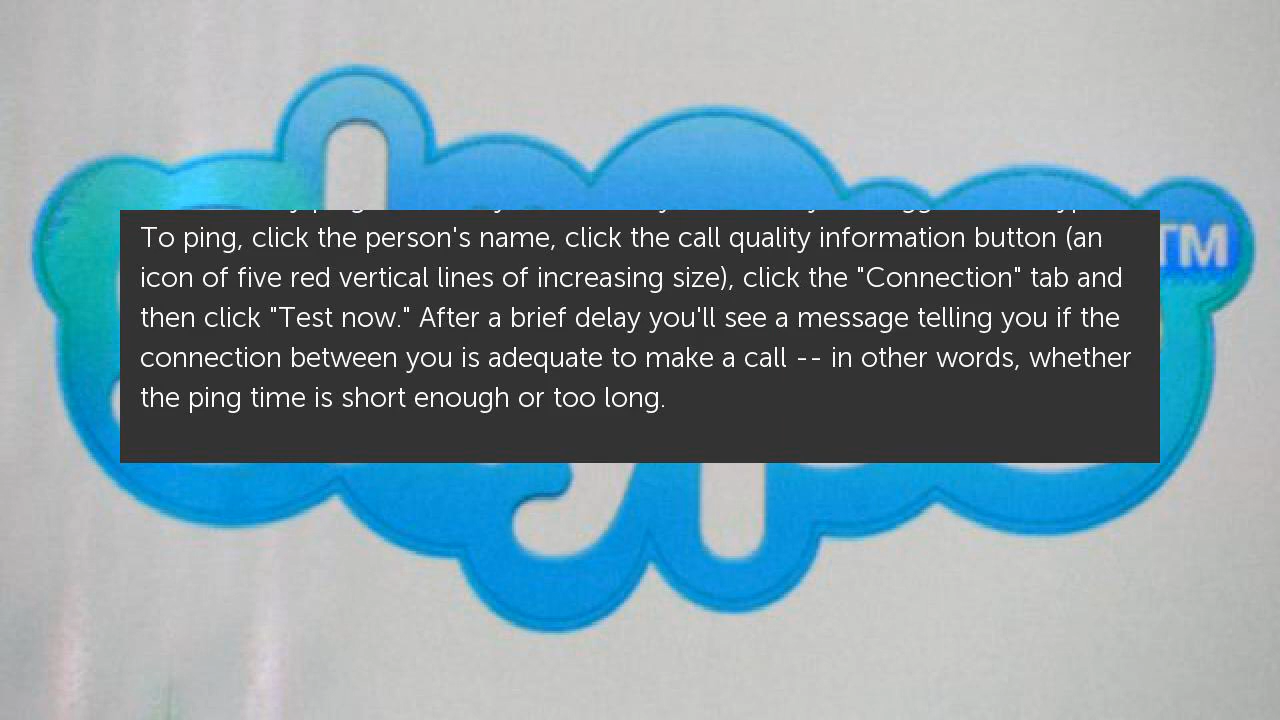 To ping, click the person's name, click the call quality information button (an
icon of five red vertical lines of increasing size), click the "Connection" tab and
then click "Test now." After a brief delay you'll see a message telling you if the
connection between you is adequate to make a call -- in other words, whether
the ping time is short enough or too long.
TM